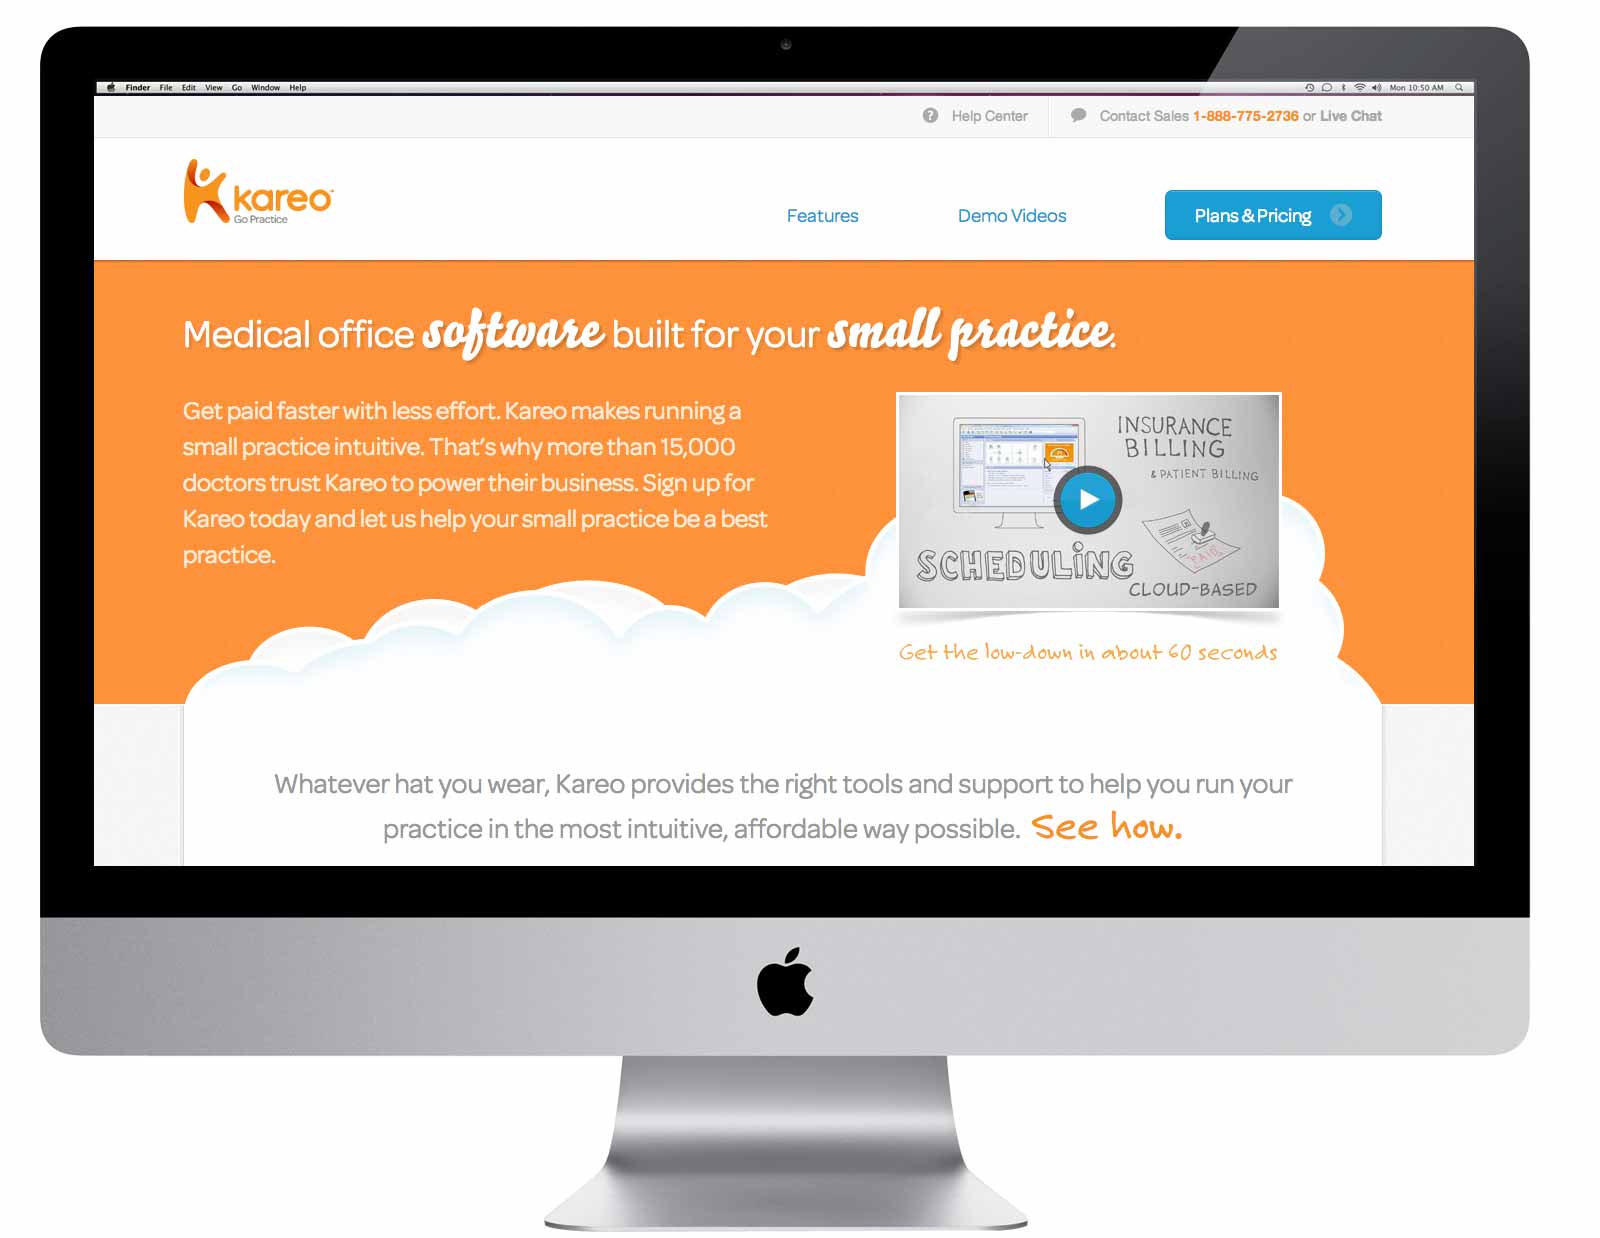 Finder File Edit View Go Window Help
Mon 10:50 AM
Help Center
Contact Sales 1-888-775-2736 or Live Chat
kareo™
Go Practice
Features
Demo Videos
Plans & Pricing
Medical office software built for your small practice.
Get paid faster with less effort. Kareo makes running a
small practice intuitive. That's why more than 15,000
doctors trust Kareo to power their business. Sign up for
Kareo today and let us help your small practice be a best
practice.
INSURANCE
BILLING
& PATIENT BILLING
PAID
SCHEDULING
CLOUD-BASED
Get the low-down in about 60 seconds
Whatever hat you wear, Kareo provides the right tools and support to help you run your
practice in the most intuitive, affordable way possible. See how.